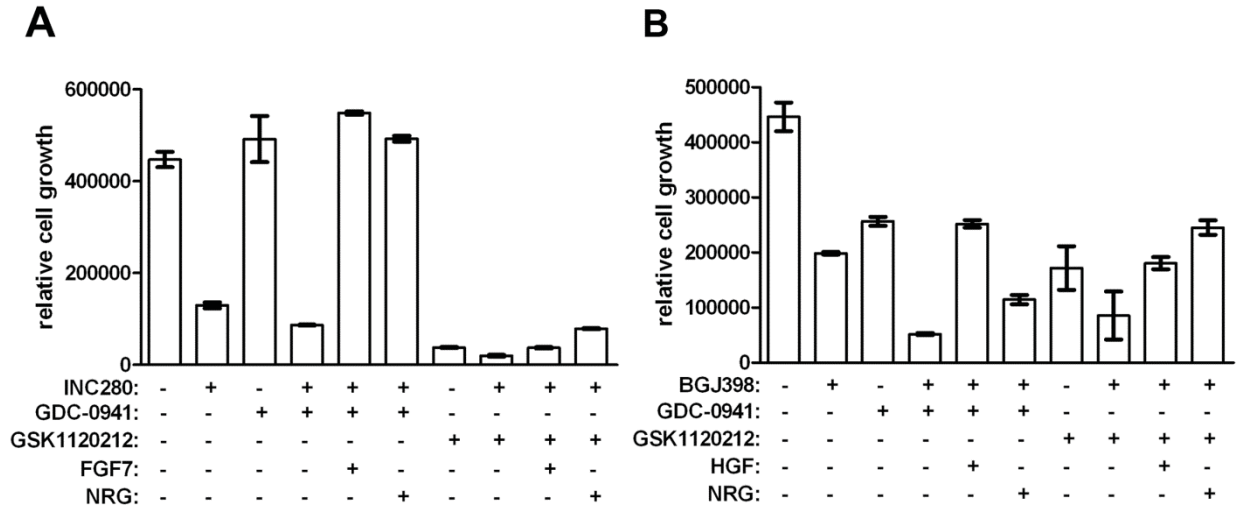 A
relative cell growth
600000
400000
200000
0
INC280: - + - + + + - + + +
GDC-0941: - - + + + + - - - -
GSK1120212: - - - - - - + + + +
FGF7: - - - - + - - - + -
NRG: - - - - - + - - - +
B
relative cell growth
500000
400000
300000
200000
100000
0
BGJ398: - + - + + + - + + +
GDC-0941: - - + + + + - - - -
GSK1120212: - - - - - - + + + +
HGF: - - - - + - - - + -
NRG: - - - - - + - - - +